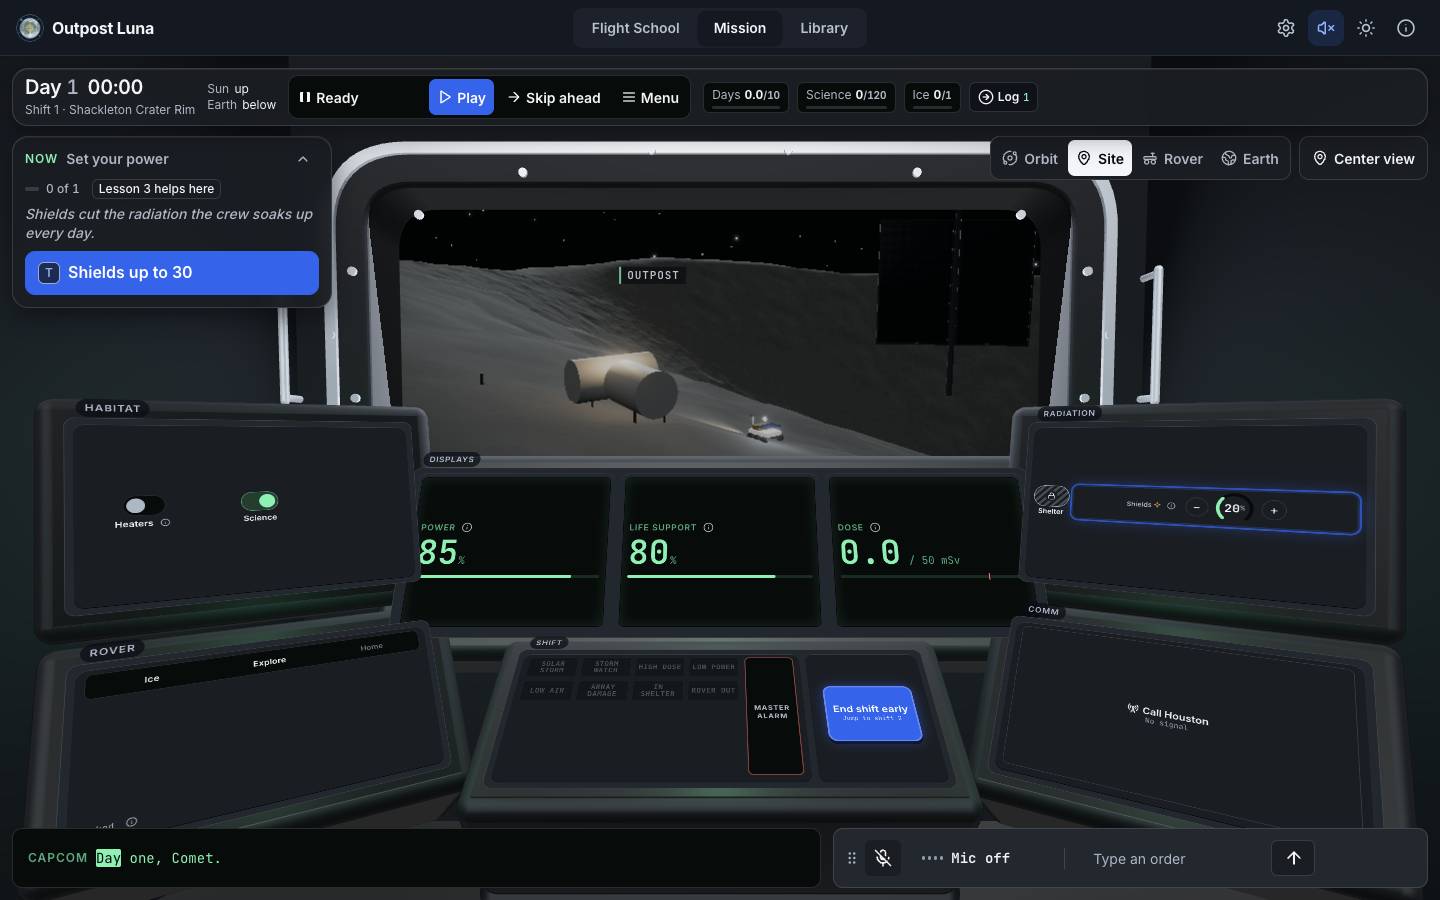 Outpost Luna
Flight School
Mission
Library
Day 1 00:00
Shift 1 · Shackleton Crater Rim
Sun up
Earth below
Ready
Play
Skip ahead
Menu
Days 0.0/10
Science 0/120
Ice 0/1
Log 1
NOW Set your power
0 of 1
Lesson 3 helps here
Shields cut the radiation the crew soaks up
every day.
T Shields up to 30
Orbit
Site
Rover
Earth
Center view
OUTPOST
HABITAT
Heaters
Science
DISPLAYS
POWER
85%
LIFE SUPPORT
80%
DOSE
0.0 / 50 mSv
RADIATION
Shelter
Shields
−
20%
+
ROVER
Ice
Explore
Home
SHIFT
SOLAR
STORM
STORM
WATCH
HIGH DOSE
LOW POWER
LOW AIR
ARRAY
DAMAGE
IN
SHELTER
ROVER OUT
MASTER
ALARM
End shift early
Jump to shift 2
COMM
Call Houston
No signal
CAPCOM Day one, Comet.
Mic off
Type an order